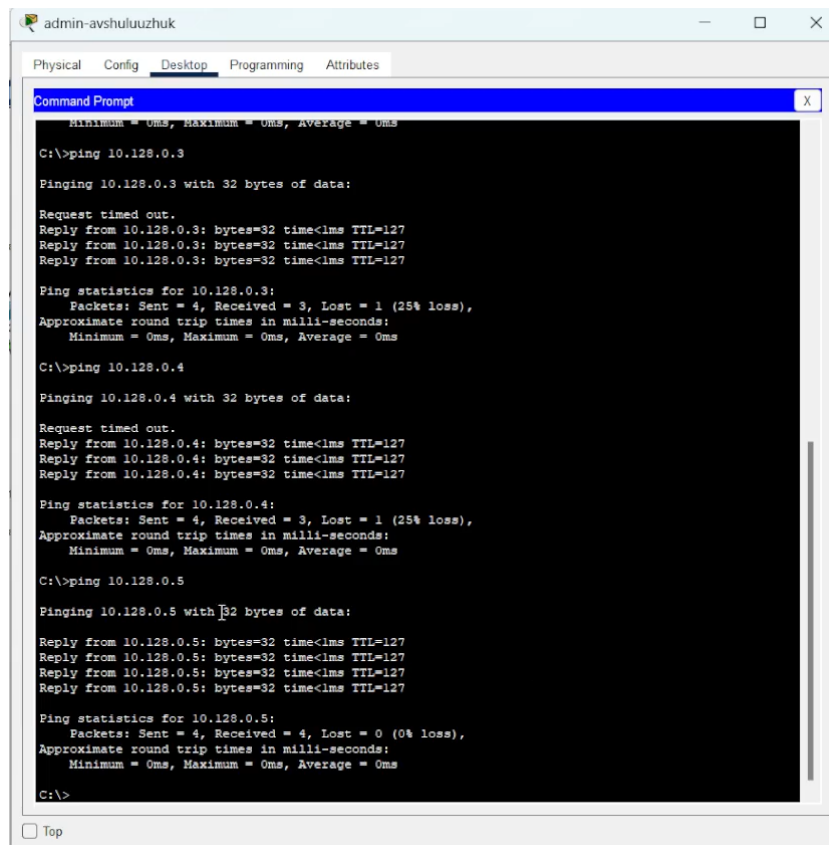 admin-avshuluuzhuk
Physical Config Desktop Programming Attributes
Command Prompt X
Minimum = 0ms, Maximum = 0ms, Average = 0ms
C:\>ping 10.128.0.3
Pinging 10.128.0.3 with 32 bytes of data:
Request timed out.
Reply from 10.128.0.3: bytes=32 time<1ms TTL=127
Reply from 10.128.0.3: bytes=32 time<1ms TTL=127
Reply from 10.128.0.3: bytes=32 time<1ms TTL=127
Ping statistics for 10.128.0.3:
Packets: Sent = 4, Received = 3, Lost = 1 (25% loss),
Approximate round trip times in milli-seconds:
Minimum = 0ms, Maximum = 0ms, Average = 0ms
C:\>ping 10.128.0.4
Pinging 10.128.0.4 with 32 bytes of data:
Request timed out.
Reply from 10.128.0.4: bytes=32 time<1ms TTL=127
Reply from 10.128.0.4: bytes=32 time<1ms TTL=127
Reply from 10.128.0.4: bytes=32 time<1ms TTL=127
Ping statistics for 10.128.0.4:
Packets: Sent = 4, Received = 3, Lost = 1 (25% loss),
Approximate round trip times in milli-seconds:
Minimum = 0ms, Maximum = 0ms, Average = 0ms
C:\>ping 10.128.0.5
Pinging 10.128.0.5 with 32 bytes of data:
Reply from 10.128.0.5: bytes=32 time<1ms TTL=127
Reply from 10.128.0.5: bytes=32 time<1ms TTL=127
Reply from 10.128.0.5: bytes=32 time<1ms TTL=127
Reply from 10.128.0.5: bytes=32 time<1ms TTL=127
Ping statistics for 10.128.0.5:
Packets: Sent = 4, Received = 4, Lost = 0 (0% loss),
Approximate round trip times in milli-seconds:
Minimum = 0ms, Maximum = 0ms, Average = 0ms
C:\>
Top